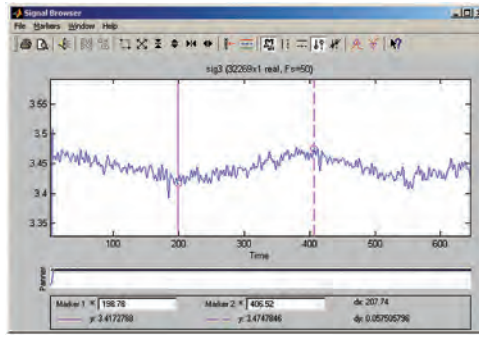 Signal Browser
File Markers Window Help
sig3 (32269x1 real, Fs=50)
3.55
3.5
3.45
3.4
3.35
100 200 300 400 500 600
Time
Panner
Marker 1 X 198.78 Marker 2 X 406.52 dx: 207.74
y: 3.4172788 y: 3.4747846 dy: 0.057505796